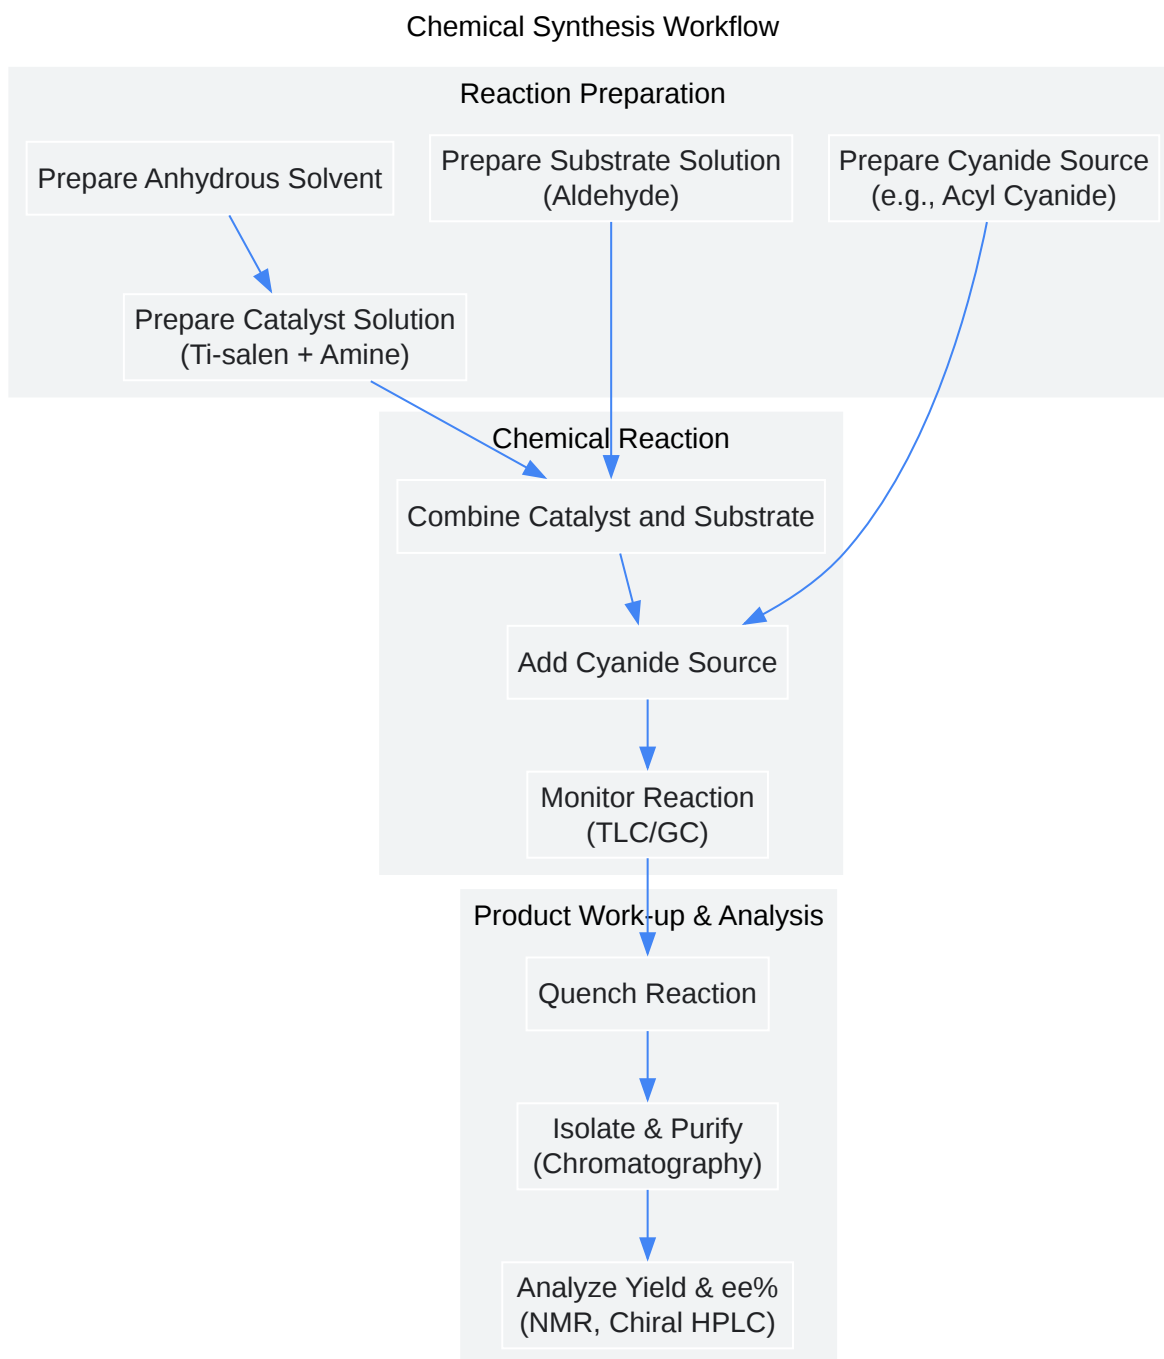 Chemical Synthesis Workflow
Reaction Preparation
Prepare Anhydrous Solvent
Prepare Substrate Solution
(Aldehyde)
Prepare Cyanide Source
(e.g., Acyl Cyanide)
Prepare Catalyst Solution
(Ti-salen + Amine)
Chemical Reaction
Combine Catalyst and Substrate
Add Cyanide Source
Monitor Reaction
(TLC/GC)
Product Work-up & Analysis
Quench Reaction
Isolate & Purify
(Chromatography)
Analyze Yield & ee%
(NMR, Chiral HPLC)